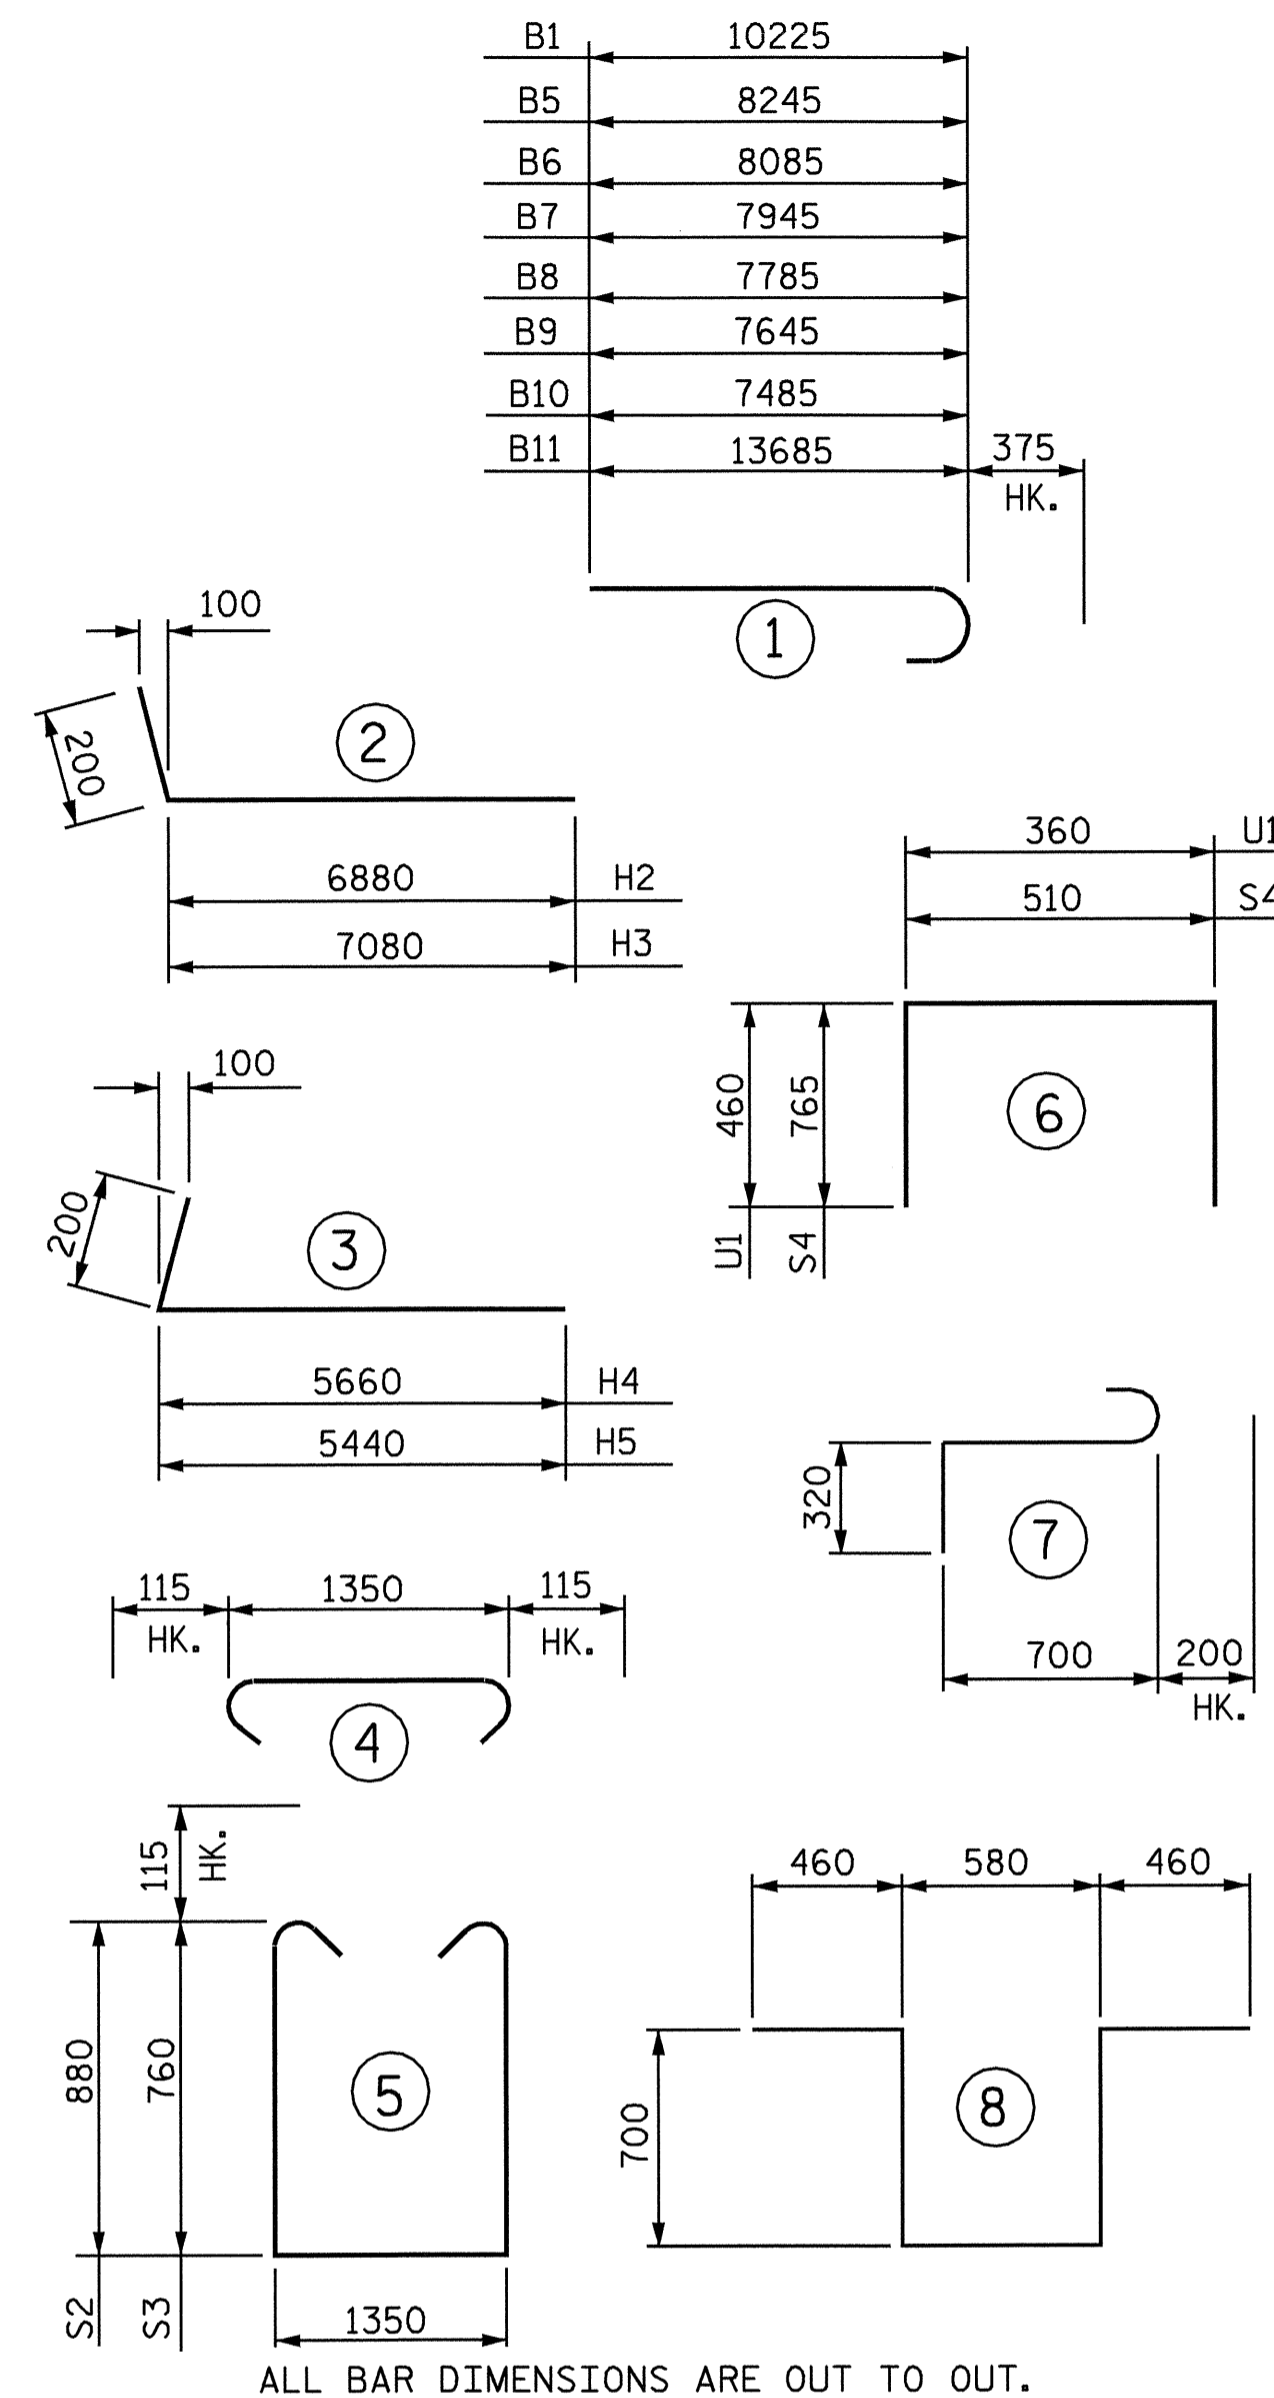 B1 10225
B5 8245
B6 8085
B7 7945
B8 7785
B9 7645
B10 7485
B11 13685 375
HK.
1
100
200
2
6880 H2
7080 H3
360 U1
510 S4
460 765
6
U1 S4
100
200
3
5660 H4
5440 H5
320
7
700 200
HK.
115 1350 115
HK. HK.
4
115 HK.
880 760
5
S2 S3
1350
460 580 460
700
8
ALL BAR DIMENSIONS ARE OUT TO OUT.